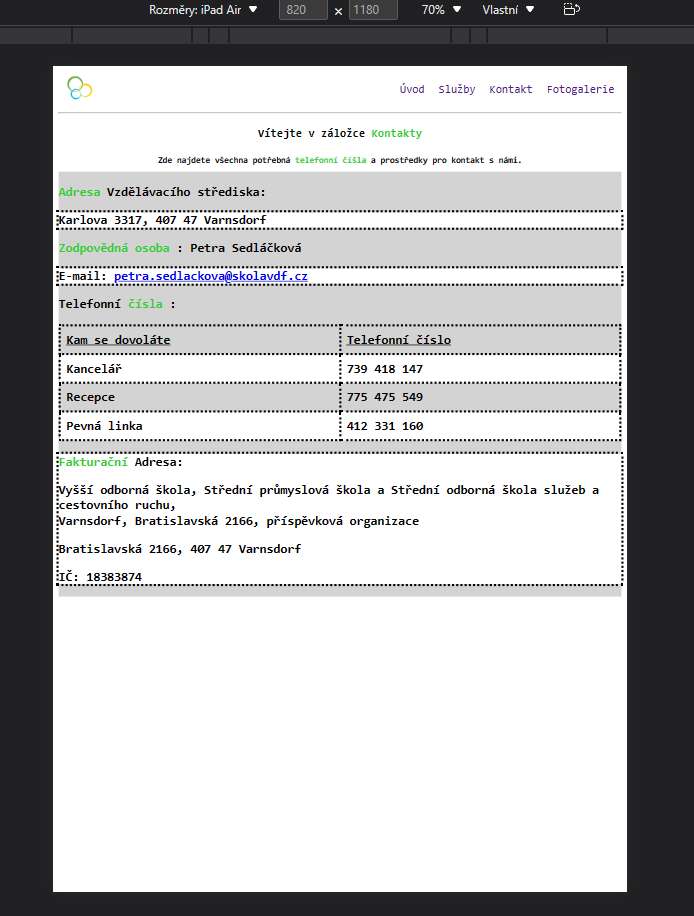 Rozměry: iPad Air ▼ 820 × 1180 70% ▼ Vlastní ▼
Úvod Služby Kontakt Fotogalerie
Vítejte v záložce Kontakty
Zde najdete všechna potřebná telefonní číšla a prostředky pro kontakt s námi.
Adresa Vzdělávacího střediska:
Karlova 3317, 407 47 Varnsdorf
Zodpovědná osoba : Petra Sedláčková
E-mail: petra.sedlackova@skolavdf.cz
Telefonní čísla :
Kam se dovoláte Telefonní číslo
Kancelář 739 418 147
Recepce 775 475 549
Pevná linka 412 331 160
Fakturační Adresa:
Vyšší odborná škola, Střední průmyslová škola a Střední odborná škola služeb a
cestovního ruchu,
Varnsdorf, Bratislavská 2166, příspěvková organizace
Bratislavská 2166, 407 47 Varnsdorf
IČ: 18383874